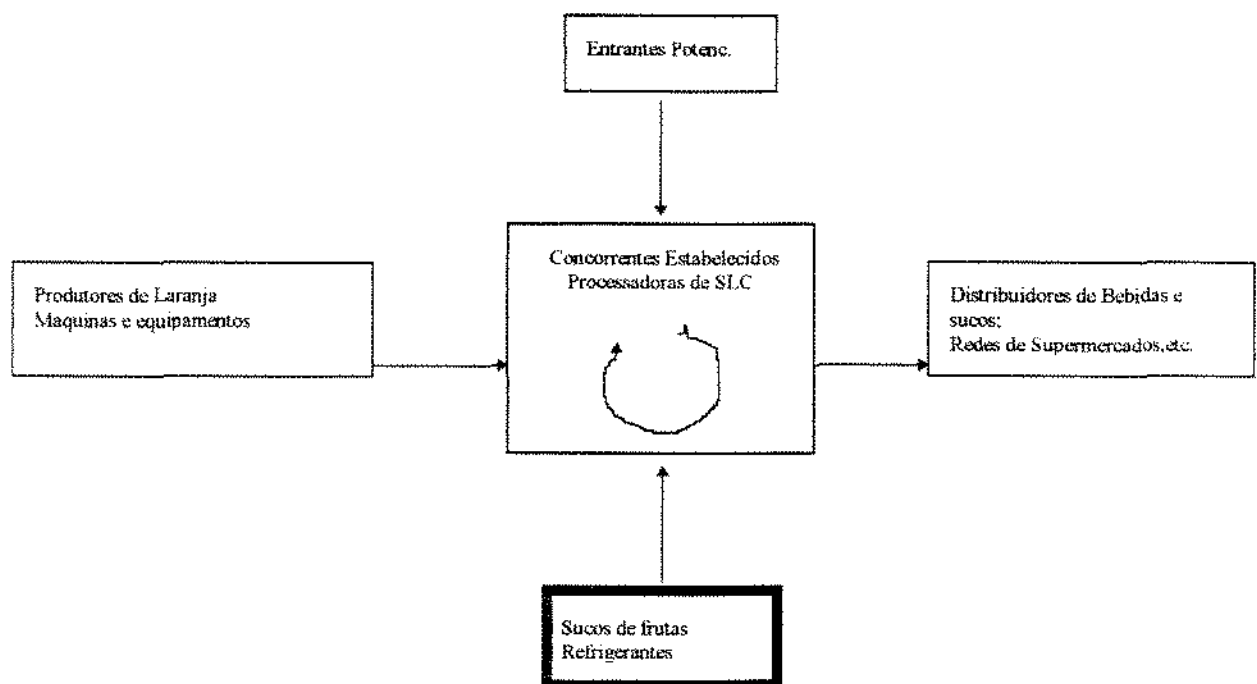 Entrantes Potenc.
Concorrentes Estabelecidos
Processadoras de SLC
Produtores de Laranja
Maquinas e equipamentos
Distribuidores de Bebidas e
sucos;
Redes de Supermercados,etc.
Sucos de frutas
Refrigerantes